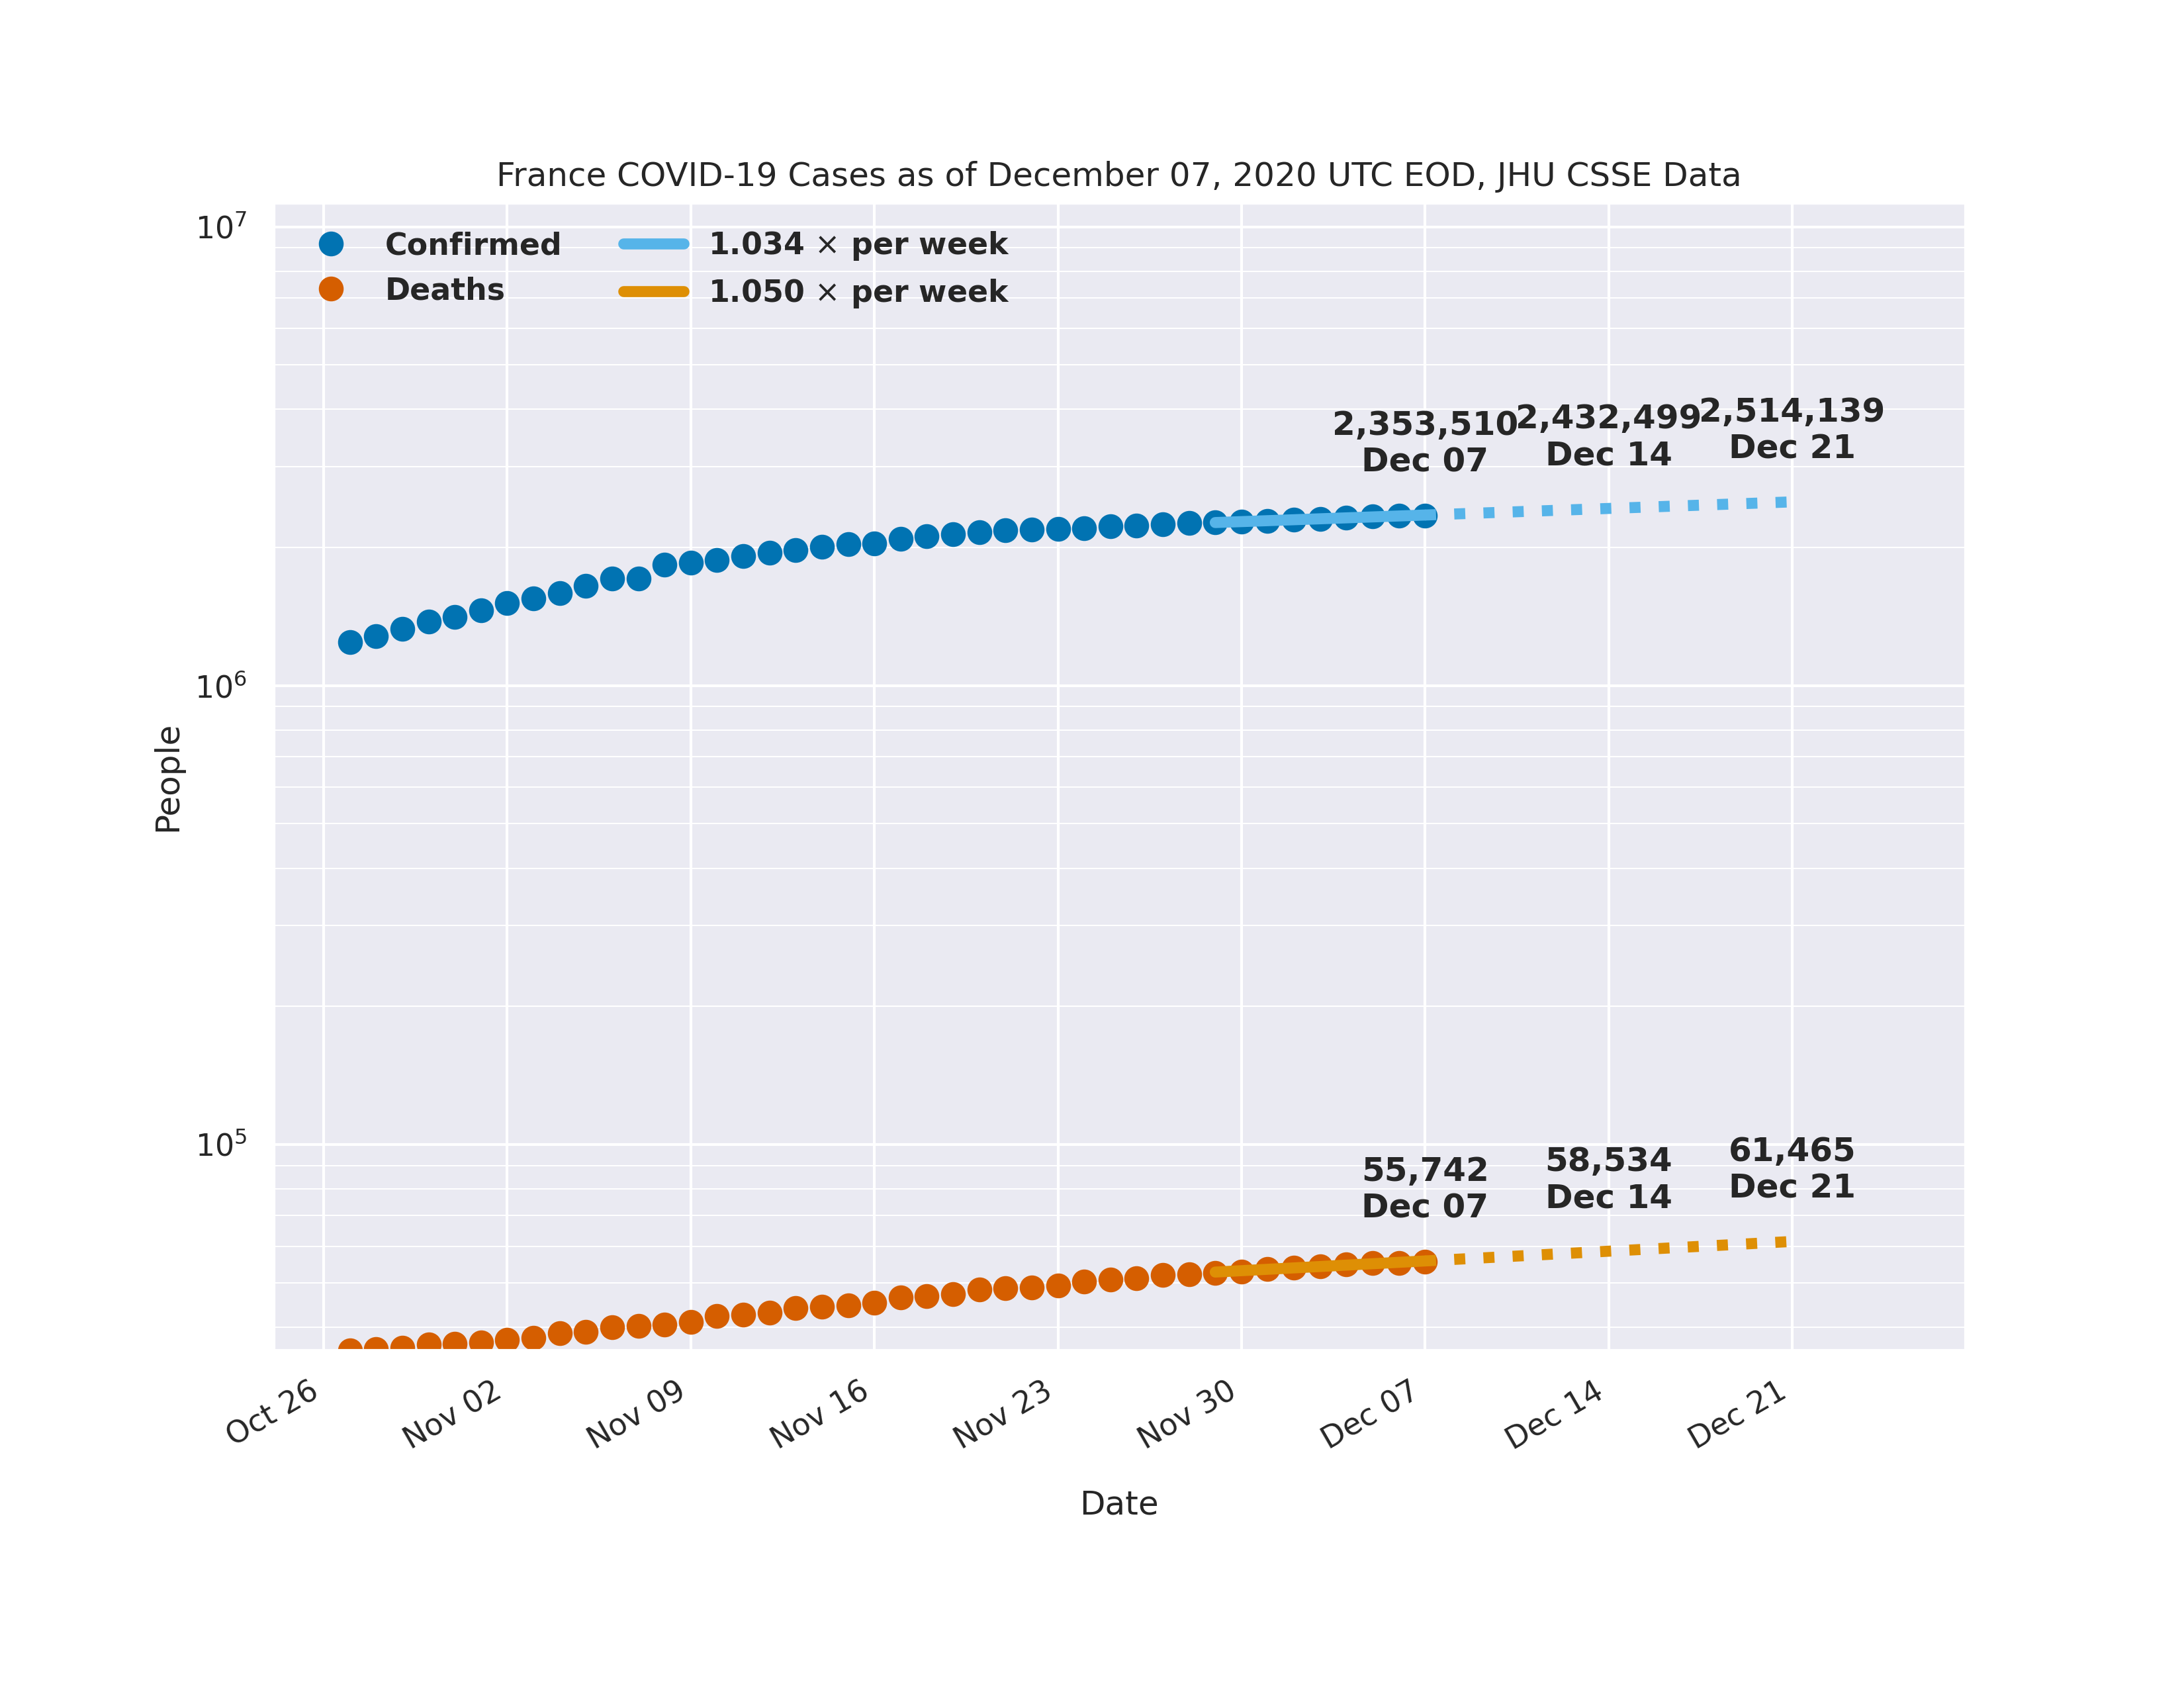 France COVID-19 Cases as of December 07, 2020 UTC EOD, JHU CSSE Data
10⁷
10⁶
10⁵
People
Confirmed
Deaths
1.034 × per week
1.050 × per week
2,353,510
Dec 07
2,432,499
Dec 14
2,514,139
Dec 21
55,742
Dec 07
58,534
Dec 14
61,465
Dec 21
Oct 26
Nov 02
Nov 09
Nov 16
Nov 23
Nov 30
Dec 07
Dec 14
Dec 21
Date